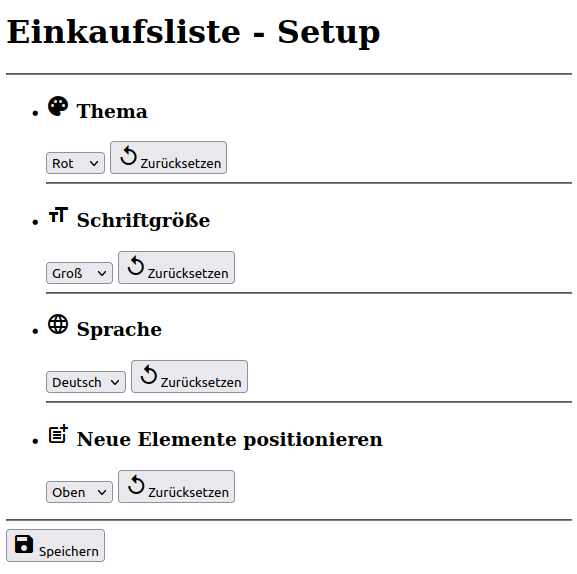 Einkaufsliste - Setup
Thema
Rot Zurücksetzen
Schriftgröße
Groß Zurücksetzen
Sprache
Deutsch Zurücksetzen
Neue Elemente positionieren
Oben Zurücksetzen
Speichern